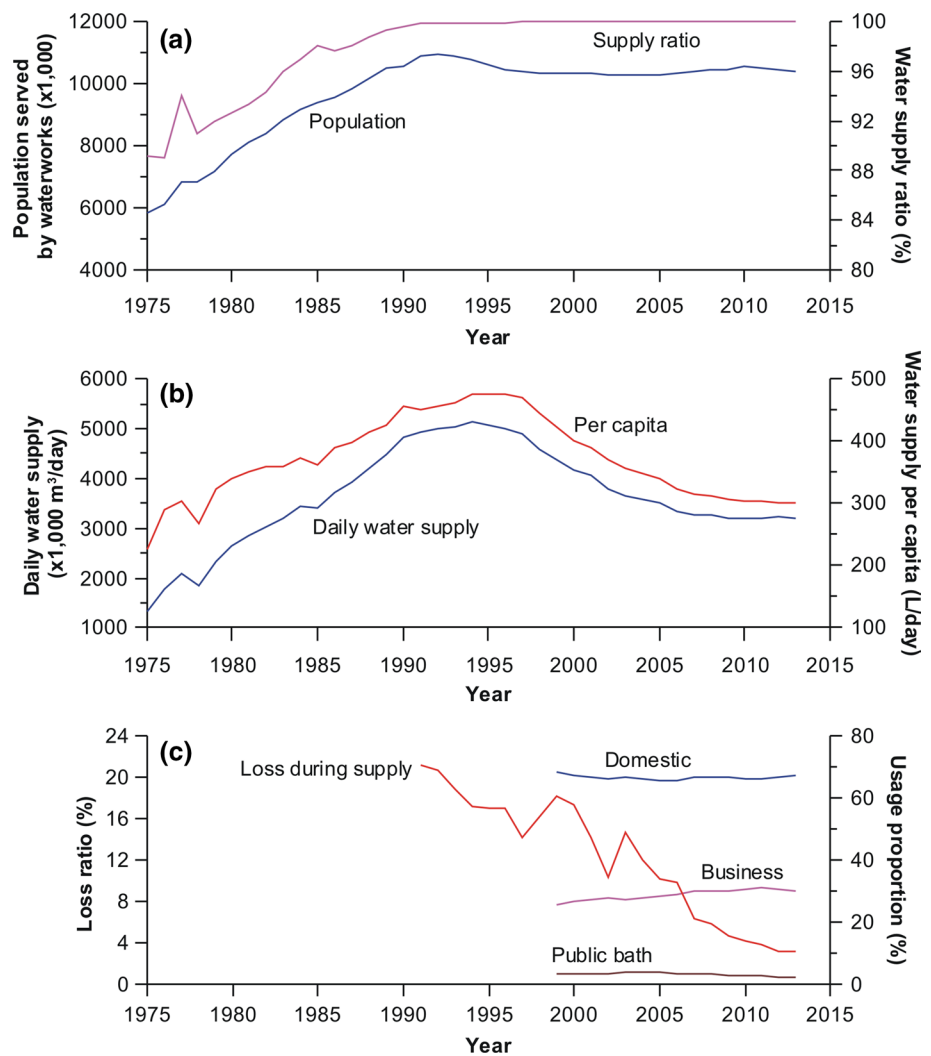 (a)
Population served
by waterworks (x1,000)
12000
10000
8000
6000
4000
Supply ratio
Population
100
96
92
88
84
80
Water supply
supply ratio (%)
1975 1980 1985 1990 1995 2000 2005 2010 2015
Year
(b)
Daily water supply
(x1,000 m³/day)
6000
5000
4000
3000
2000
1000
Per capita
Daily water supply
500
400
300
200
100
Water supply per capita (L/day)
1975 1980 1985 1990 1995 2000 2005 2010 2015
Year
(c)
Loss ratio (%)
24
20
16
12
8
4
0
Loss during supply
Domestic
Business
Public bath
80
60
40
20
0
Usage proportion (%)
1975 1980 1985 1990 1995 2000 2005 2010 2015
Year